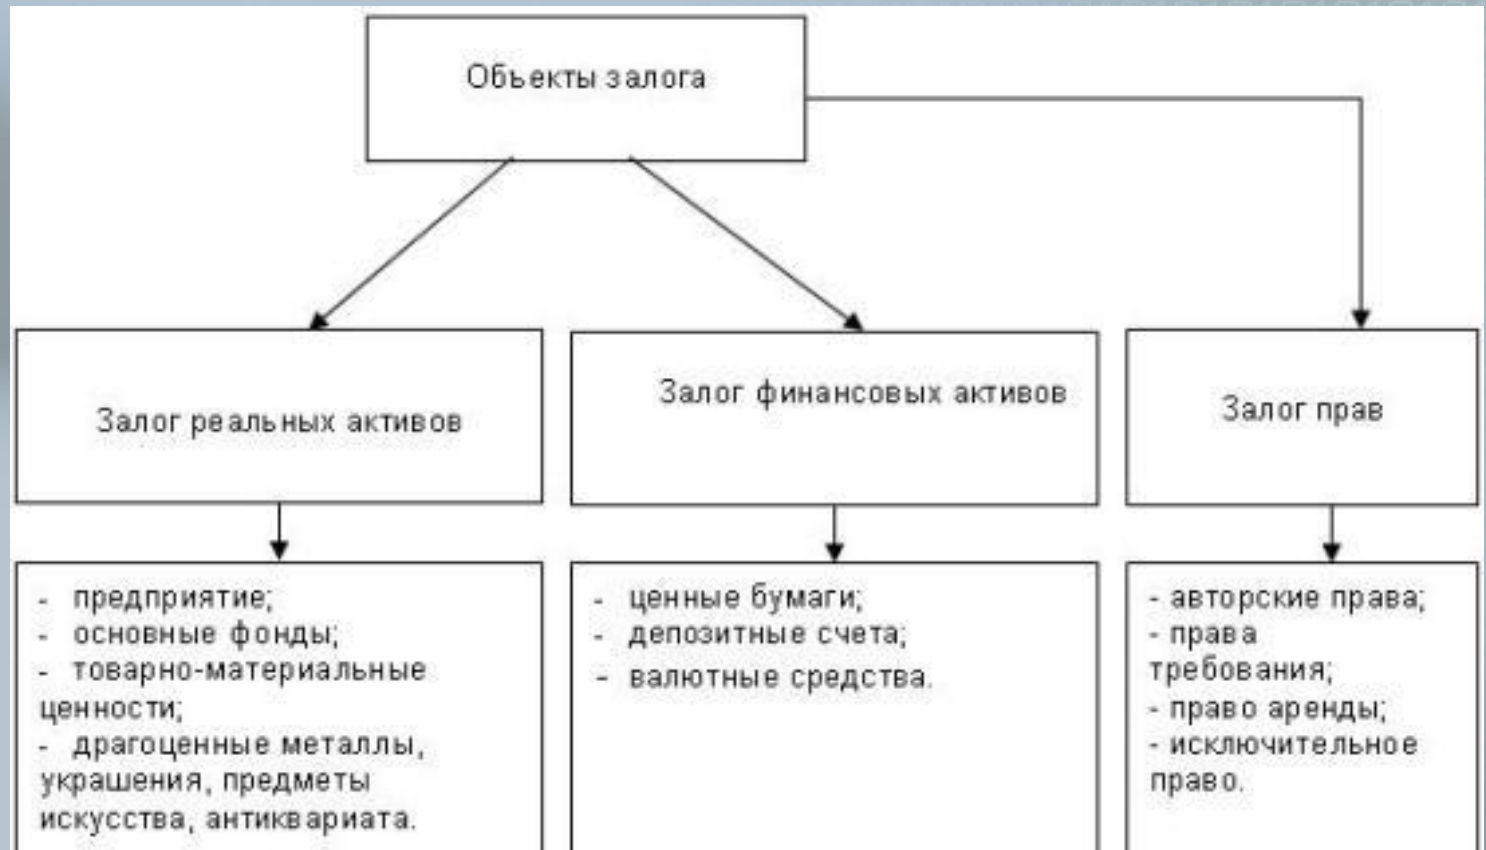 Объекты залога
Залог реальных активов
Залог финансовых активов
Залог прав
- предприятие;
- основные фонды;
- товарно-материальные
ценности;
- драгоценные металлы,
украшения, предметы
искусства, антиквариата.
- ценные бумаги;
- депозитные счета;
- валютные средства.
- авторские права;
- права
требования;
- право аренды;
- исключительное
право.